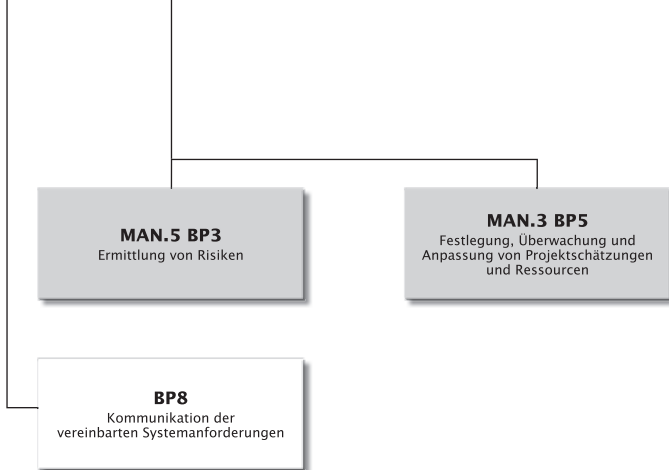 MAN.5 BP3
Ermittlung von Risiken
MAN.3 BP5
Festlegung, Überwachung und
Anpassung von Projektschätzungen
und Ressourcen
BP8
Kommunikation der
vereinbarten Systemanforderungen